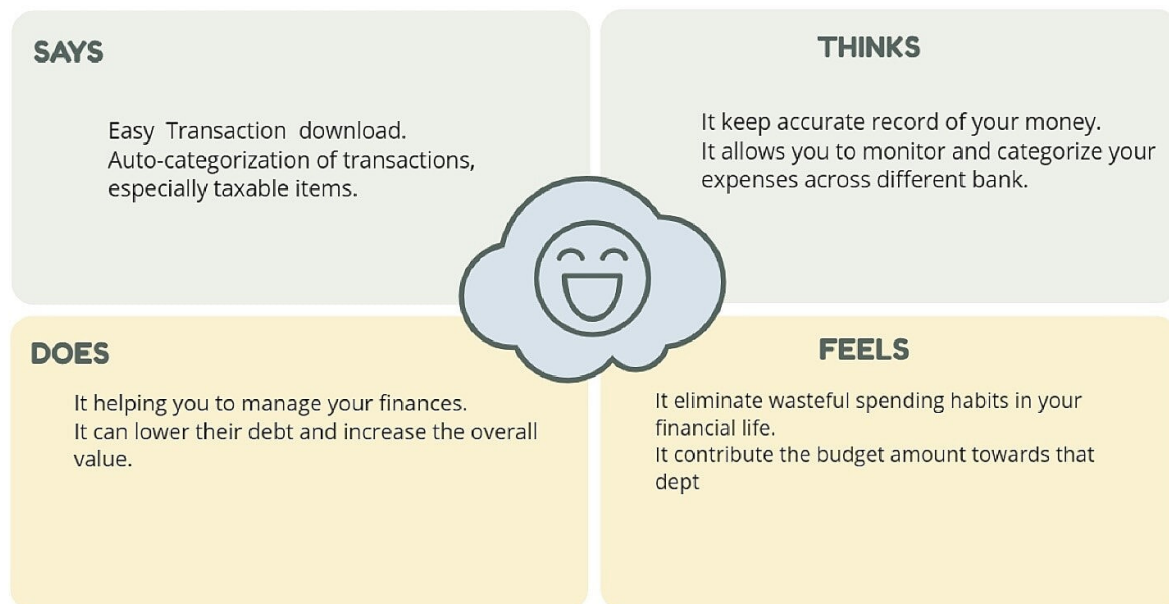 SAYS
Easy Transaction download.
Auto-categorization of transactions,
especially taxable items.
THINKS
It keep accurate record of your money.
It allows you to monitor and categorize your
expenses across different bank.
DOES
It helping you to manage your finances.
It can lower their debt and increase the overall
value.
FEELS
It eliminate wasteful spending habits in your
financial life.
It contribute the budget amount towards that
dept